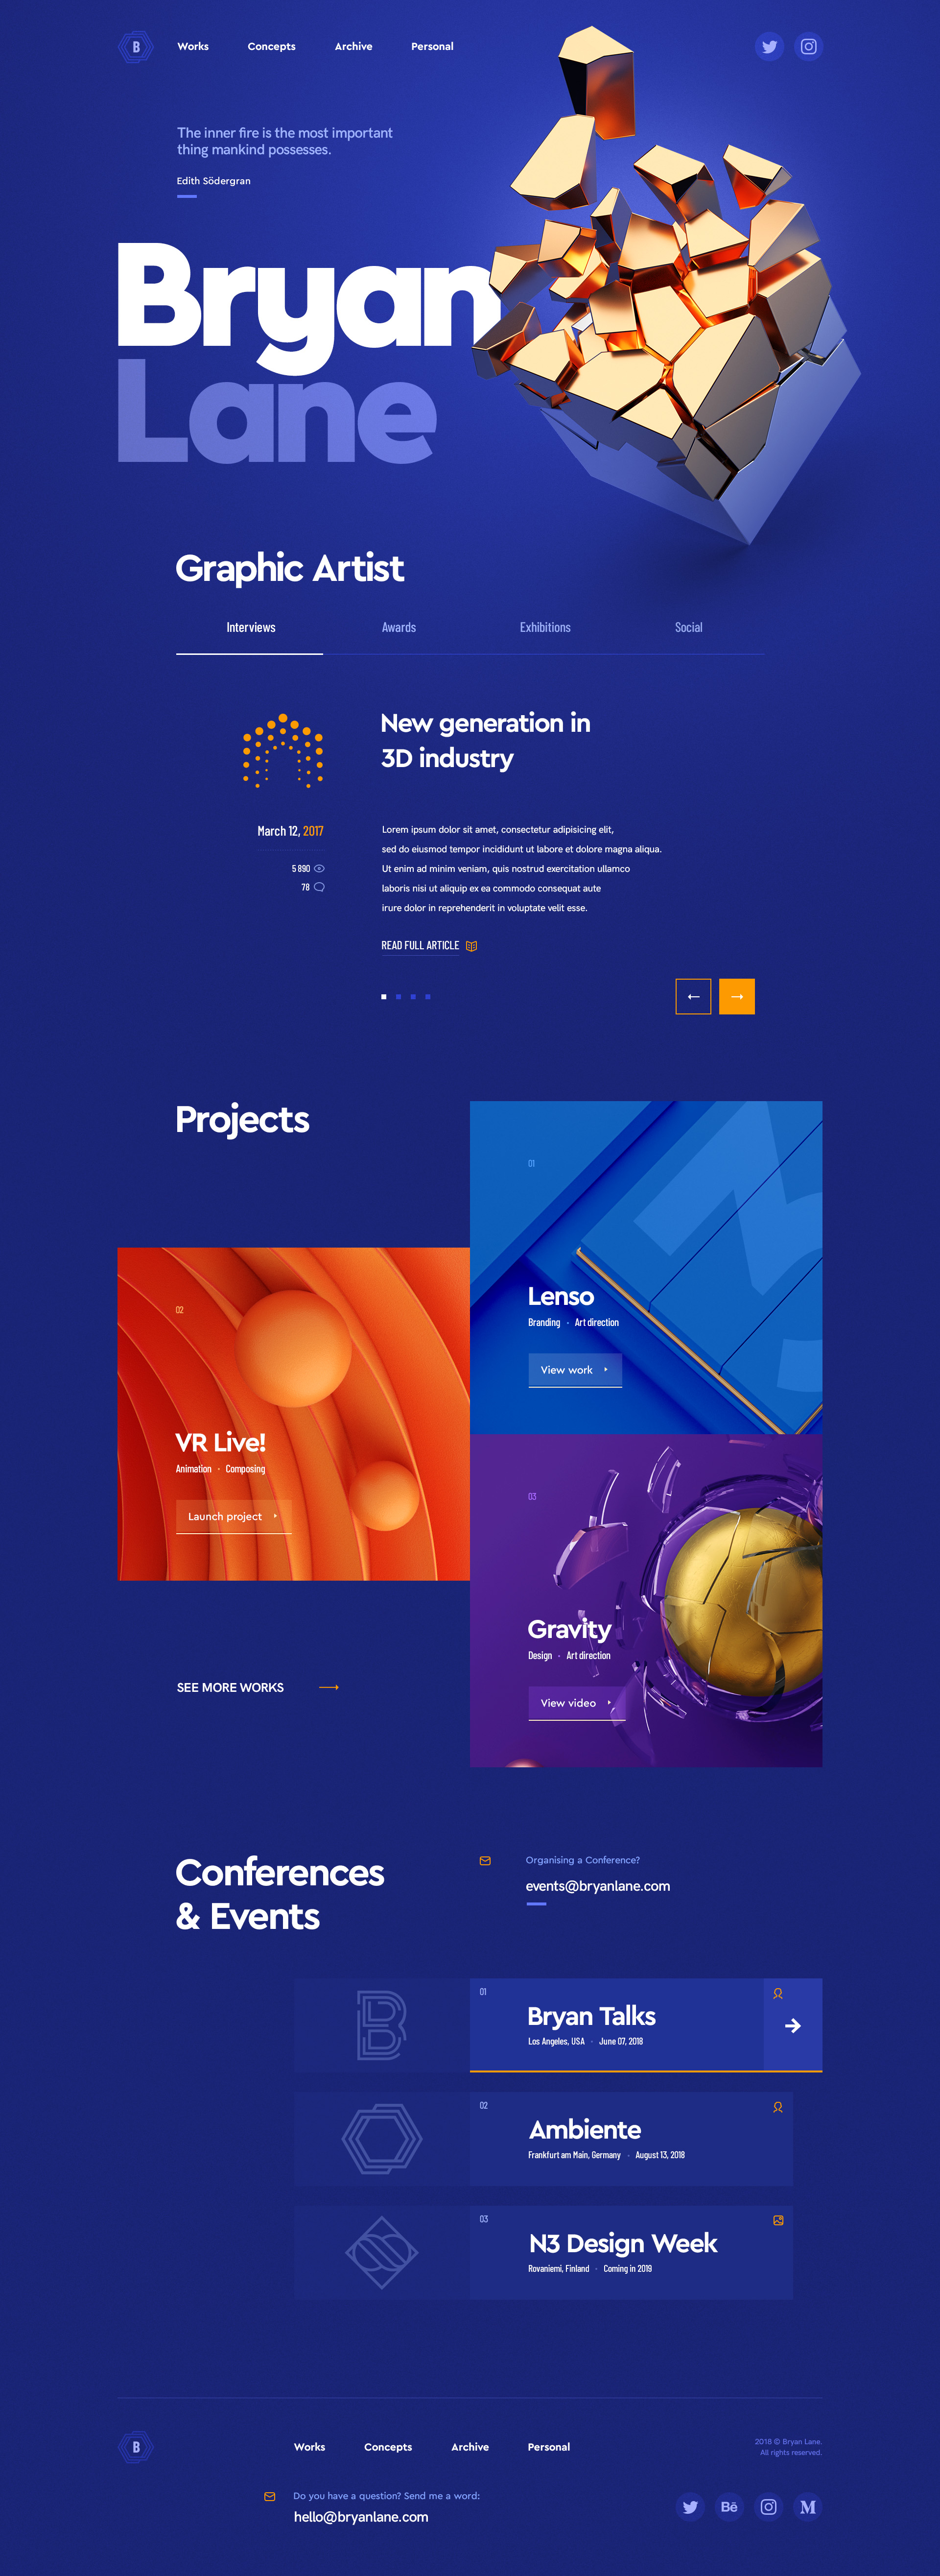 B
Works
Concepts
Archive
Personal
The inner fire is the most important
thing mankind possesses.
Edith Södergran
Bryan
Lane
Graphic Artist
Interviews
Awards
Exhibitions
Social
New generation in
3D industry
March 12, 2017
5 890
78
Lorem ipsum dolor sit amet, consectetur adipisicing elit,
sed do eiusmod tempor incididunt ut labore et dolore magna aliqua.
Ut enim ad minim veniam, quis nostrud exercitation ullamco
laboris nisi ut aliquip ex ea commodo consequat aute
irure dolor in reprehenderit in voluptate velit esse.
READ FULL ARTICLE
Projects
01
Lenso
Branding · Art direction
View work
02
VR Live!
Animation · Composing
Launch project
03
Gravity
Design · Art direction
View video
SEE MORE WORKS
Conferences
& Events
Organising a Conference?
events@bryanlane.com
B
01
Bryan Talks
Los Angeles, USA · June 07, 2018
02
Ambiente
Frankfurt am Main, Germany · August 13, 2018
03
N3 Design Week
Rovaniemi, Finland · Coming in 2019
B
Works
Concepts
Archive
Personal
2018 © Bryan Lane.
All rights reserved.
Do you have a question? Send me a word:
hello@bryanlane.com
Bē
M